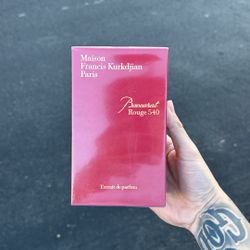 Maison
Francis Kurkdjian
Paris
Baccarat
Rouge 540
Extrait de parfum